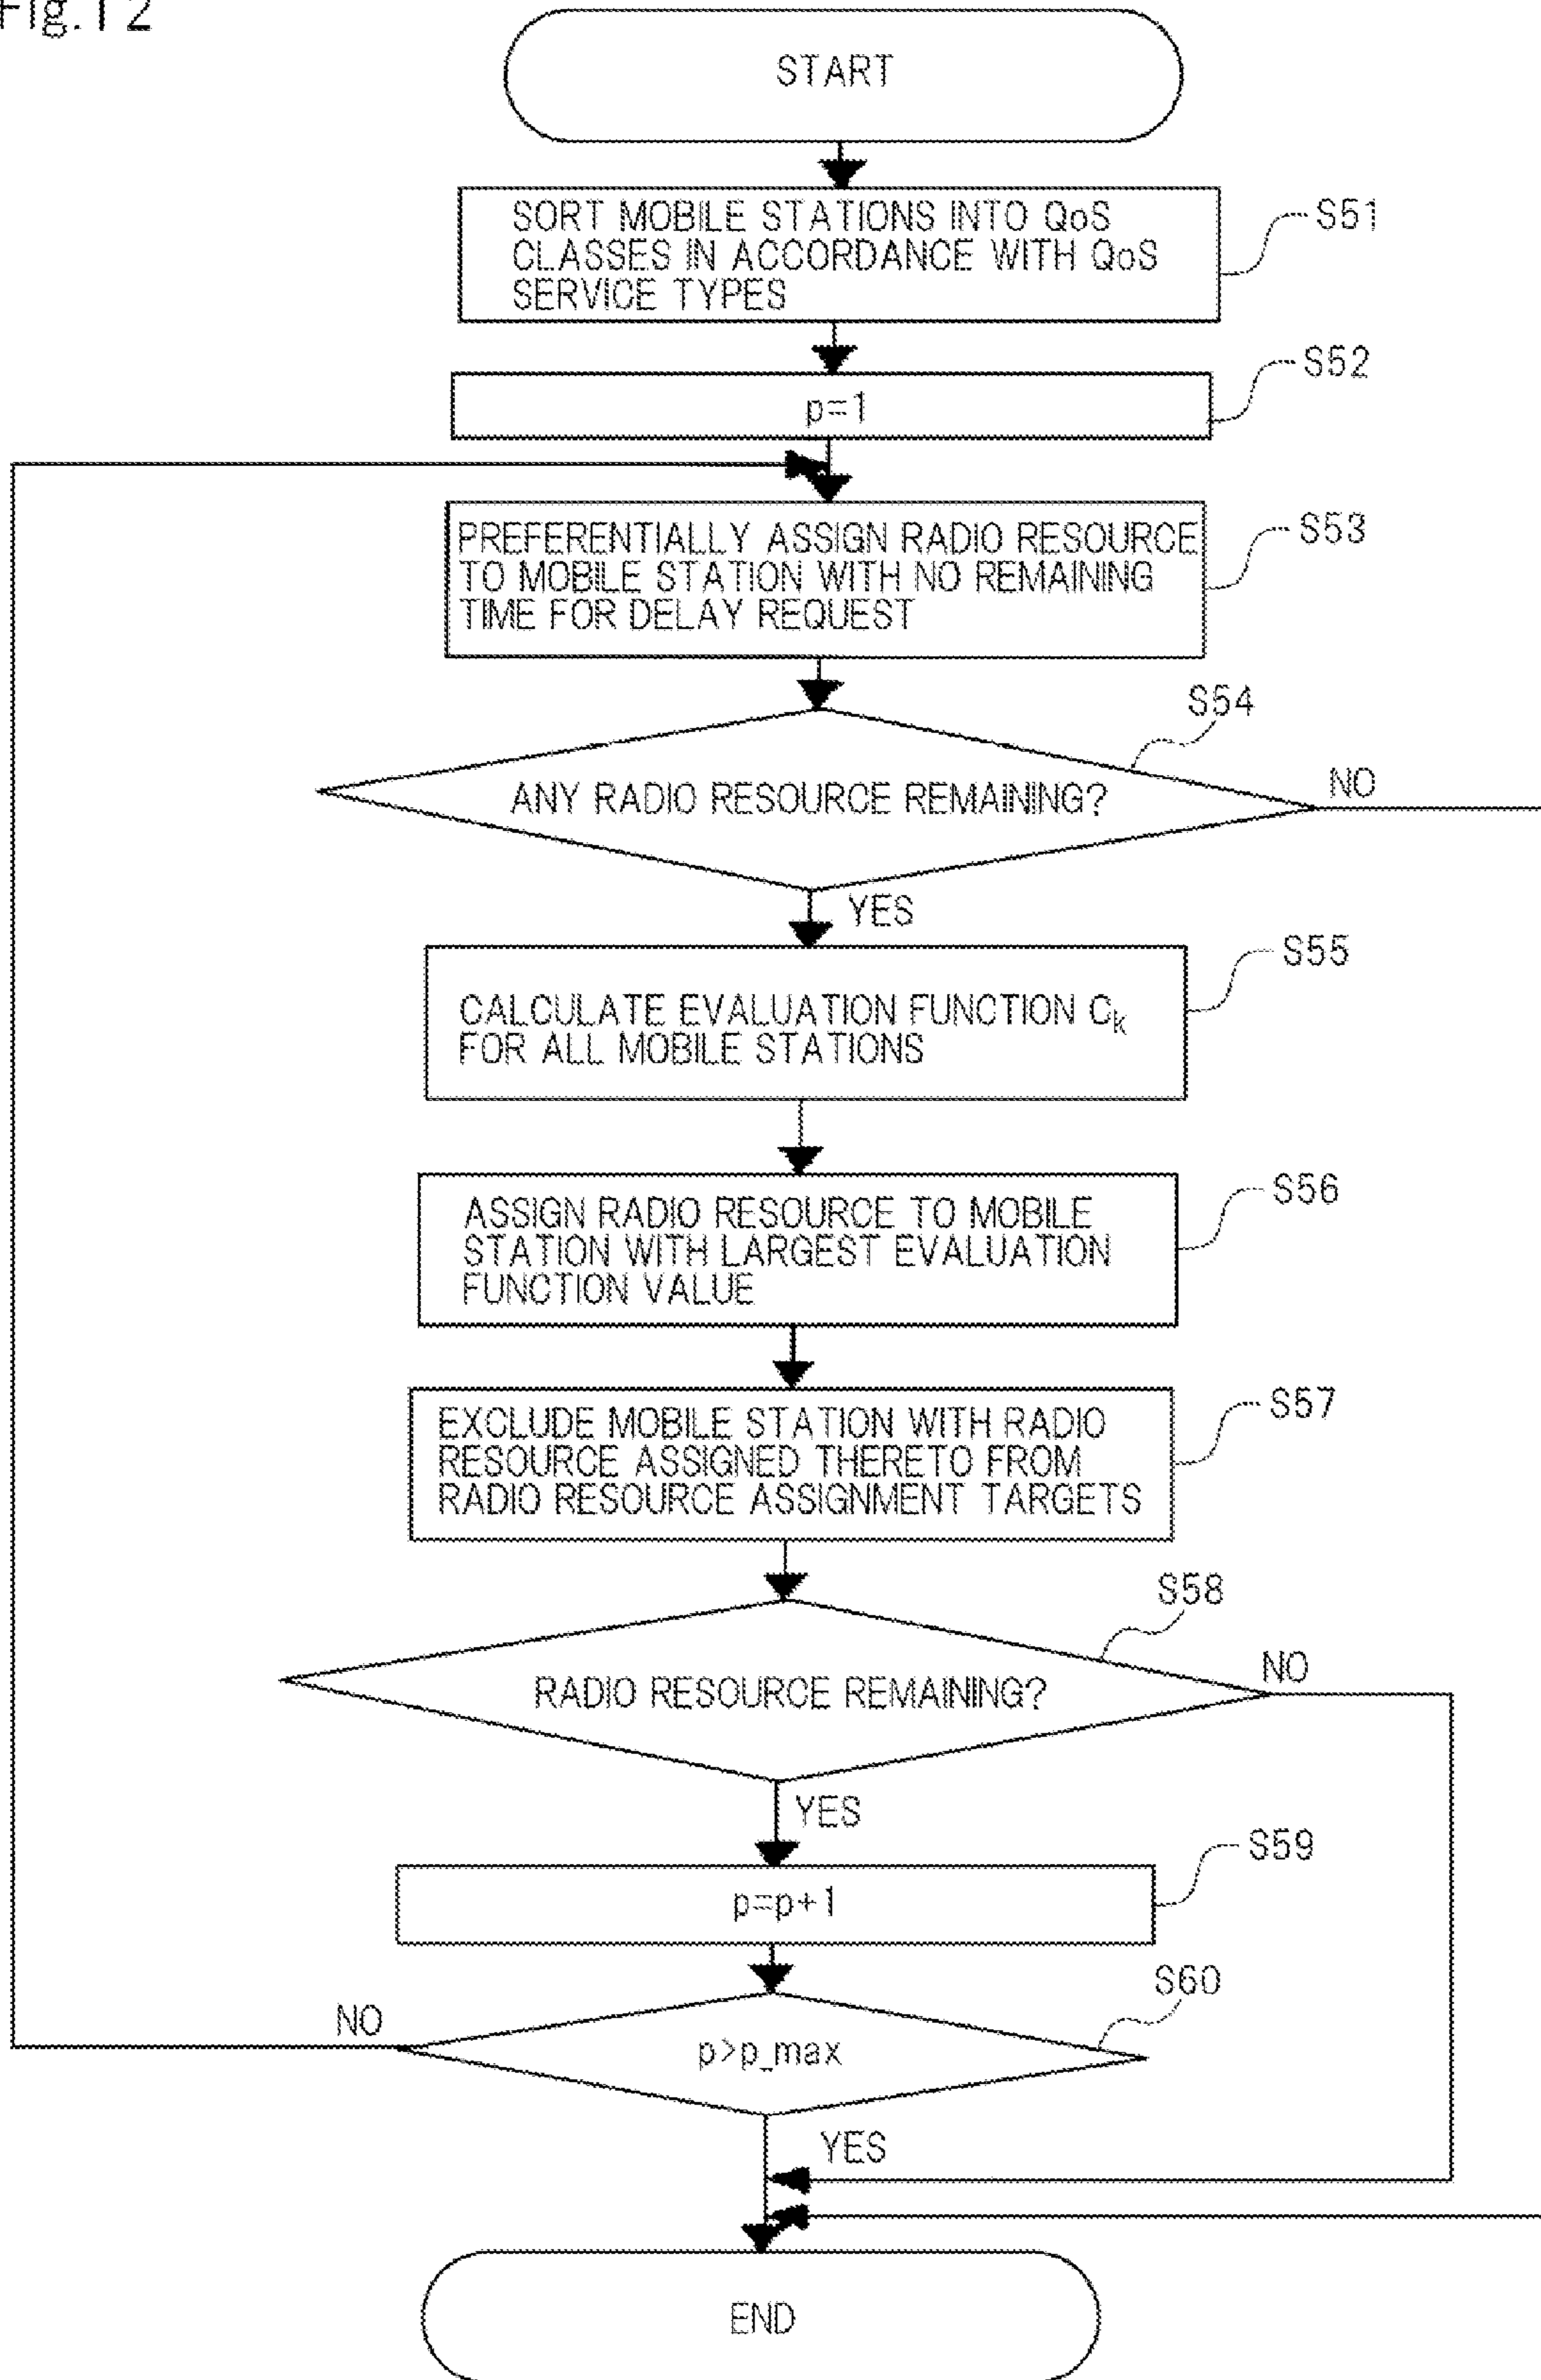 Fig.12
START
SORT MOBILE STATIONS INTO QoS
CLASSES IN ACCORDANCE WITH QoS
SERVICE TYPES
S51
p=1
S52
PREFERENTIALLY ASSIGN RADIO RESOURCE
TO MOBILE STATION WITH NO REMAINING
TIME FOR DELAY REQUEST
S53
S54
ANY RADIO RESOURCE REMAINING?
NO
YES
CALCULATE EVALUATION FUNCTION Ck
FOR ALL MOBILE STATIONS
S55
ASSIGN RADIO RESOURCE TO MOBILE
STATION WITH LARGEST EVALUATION
FUNCTION VALUE
S56
EXCLUDE MOBILE STATION WITH RADIO
RESOURCE ASSIGNED THERETO FROM
RADIO RESOURCE ASSIGNMENT TARGETS
S57
S58
RADIO RESOURCE REMAINING?
NO
YES
p=p+1
S59
S60
NO
p>p_max
YES
END